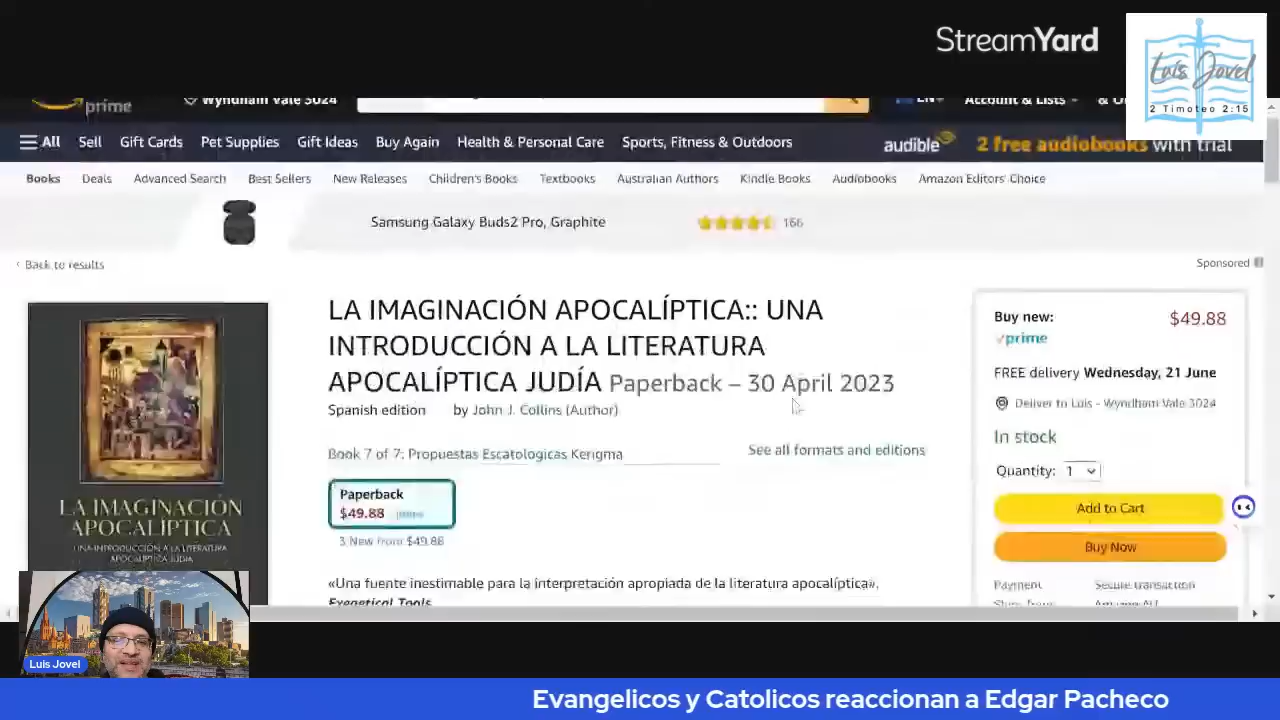 StreamYard
Luis Jovel
2 Timoteo 2:15
prime
Wyndham Vale 3024
EN
Account & Lists
All Sell Gift Cards Pet Supplies Gift Ideas Buy Again Health & Personal Care Sports, Fitness & Outdoors
audible 2 free audiobooks with trial
Books Deals Advanced Search Best Sellers New Releases Children's Books Textbooks Australian Authors Kindle Books Audiobooks Amazon Editors' Choice
Samsung Galaxy Buds2 Pro, Graphite 166
‹ Back to results
Sponsored
LA IMAGINACIÓN APOCALÍPTICA:: UNA
INTRODUCCIÓN A LA LITERATURA
APOCALÍPTICA JUDÍA Paperback – 30 April 2023
Spanish edition by John J. Collins (Author)
Book 7 of 7: Propuestas Escatologicas Kerigma
See all formats and editions
Paperback
$49.88 prime
3 New from $49.88
«Una fuente inestimable para la interpretación apropiada de la literatura apocalíptica».
Exegetical Tools
LA IMAGINACIÓN
APOCALÍPTICA
UNA INTRODUCCIÓN A LA LITERATURA
APOCALÍPTICA JUDÍA
Buy new: $49.88
prime
FREE delivery Wednesday, 21 June
Deliver to Luis - Wyndham Vale 3024
In stock
Quantity: 1
Add to Cart
Buy Now
Payment Secure transaction
Ships from Amazon AU
Luis Jovel
Evangelicos y Catolicos reaccionan a Edgar Pacheco